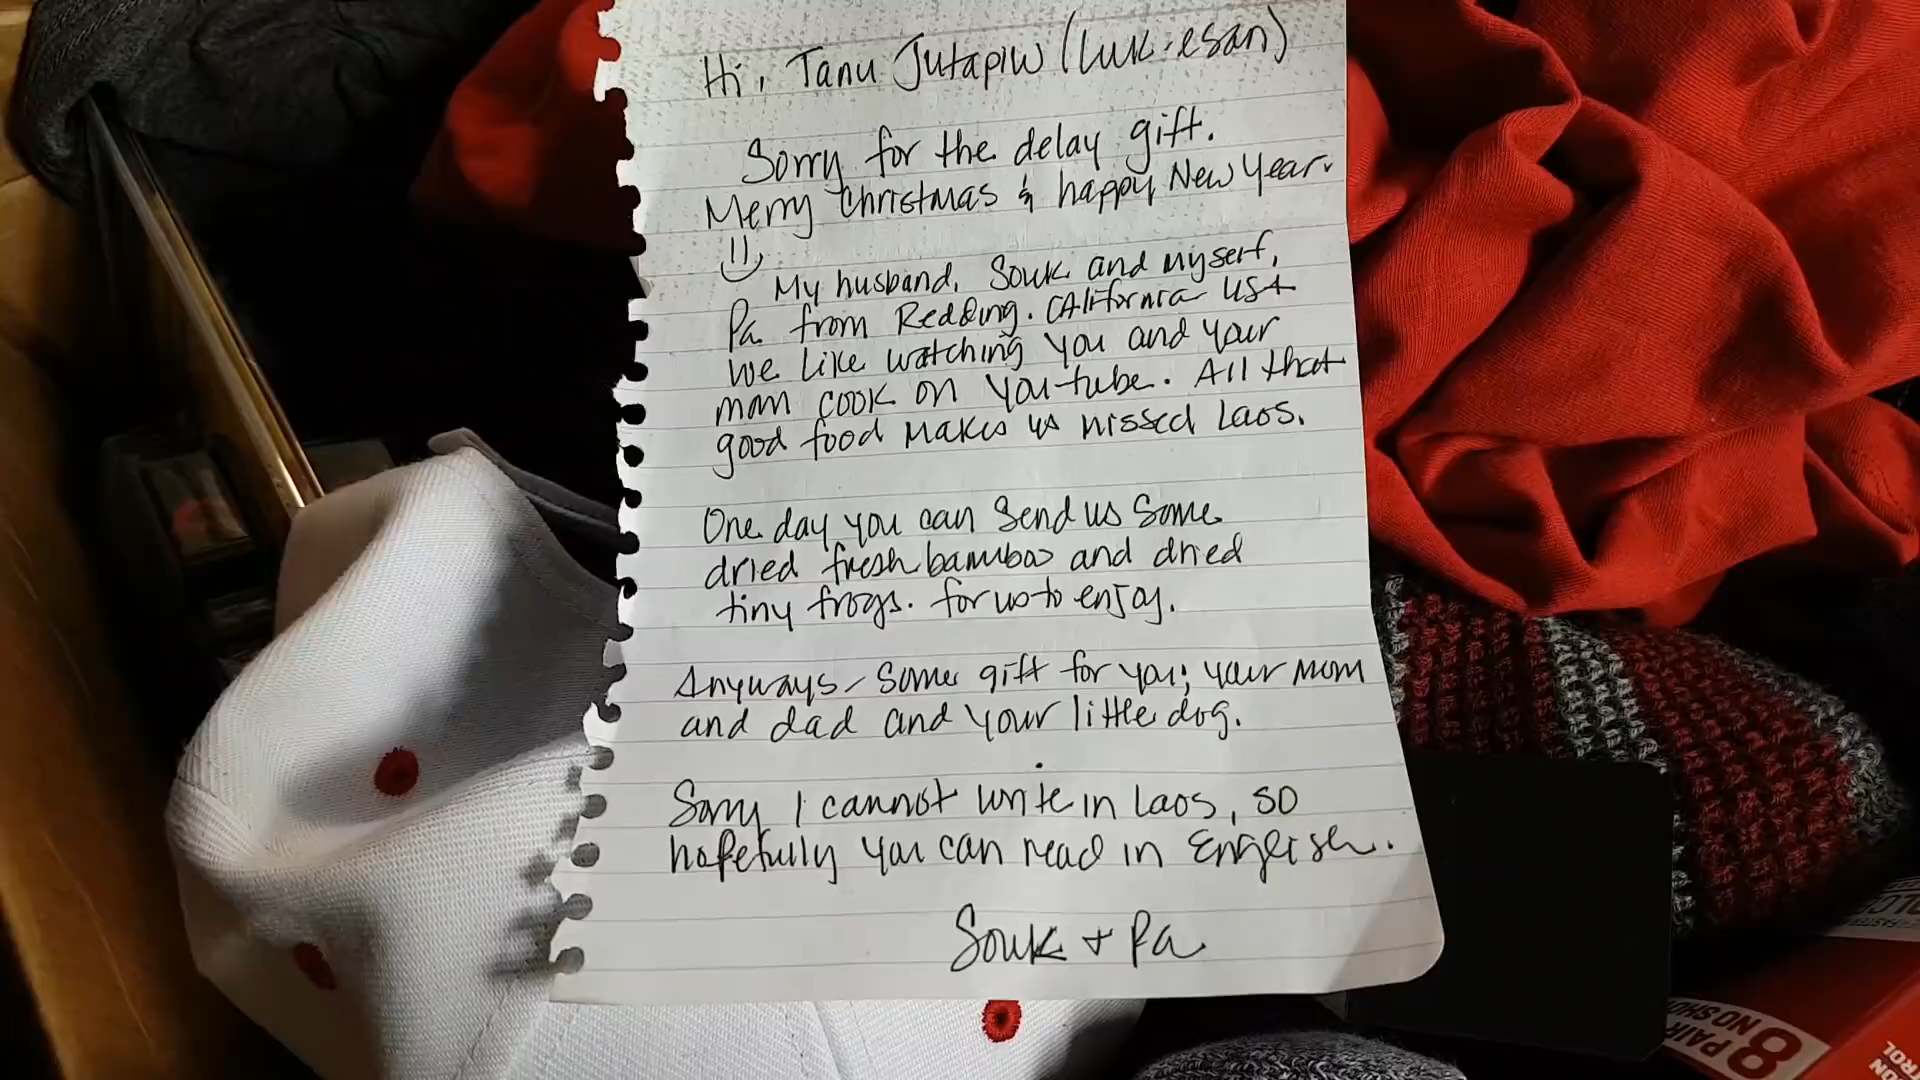 Hi, Tanu Jutapiw (luk-esan)
Sorry for the delay gift.
Merry Christmas & happy New Year.
My husband, Souk and myself,
Pa from Redding. California USA
we like watching you and your
mom cook on You-tube. All that
good food makes us missed Laos.
One day you can send us some
dried fresh bamboo and dried
tiny frogs. for us to enjoy.
Anyways - some gift for you; your mom
and dad and your little dog.
Sorry I cannot write in Laos, so
hopefully you can read in English.
Souk + Pa
8 PAIR
NO SHO